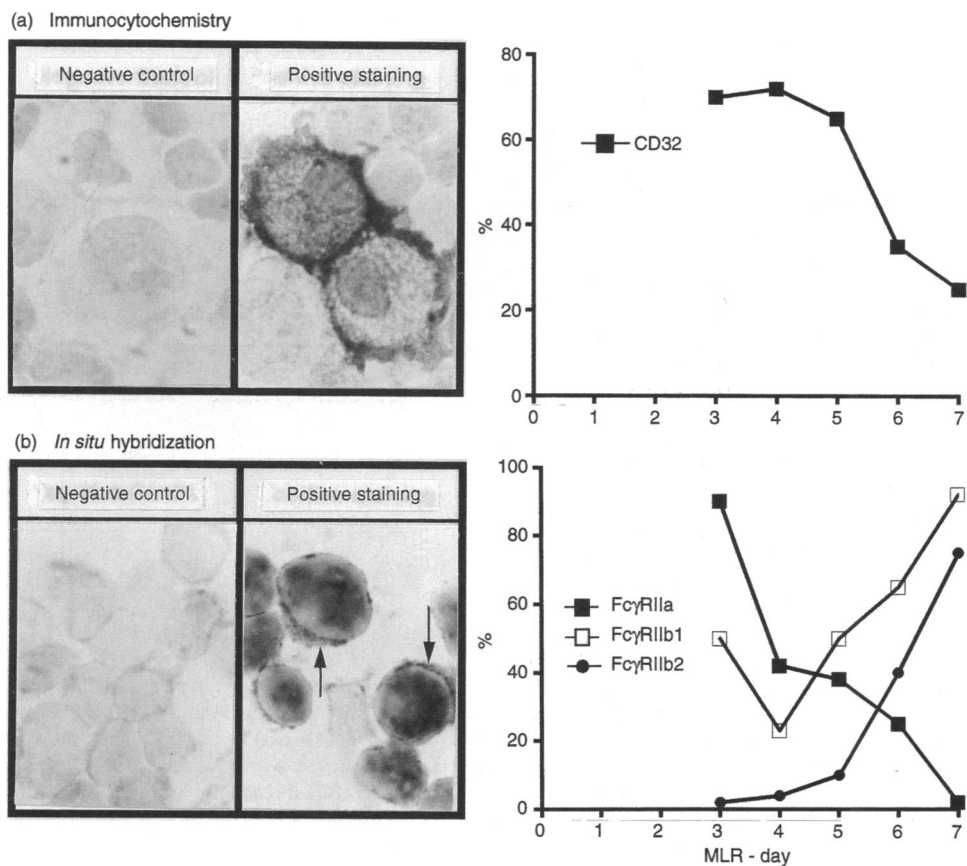 (a) Immunocytochemistry
Negative control
Positive staining
80
60
40
20
0
%
CD32
0 1 2 3 4 5 6 7
(b) In situ hybridization
Negative control
Positive staining
100
80
60
40
20
0
%
FcγRIIa
FcγRIIb1
FcγRIIb2
0 1 2 3 4 5 6 7
MLR - day